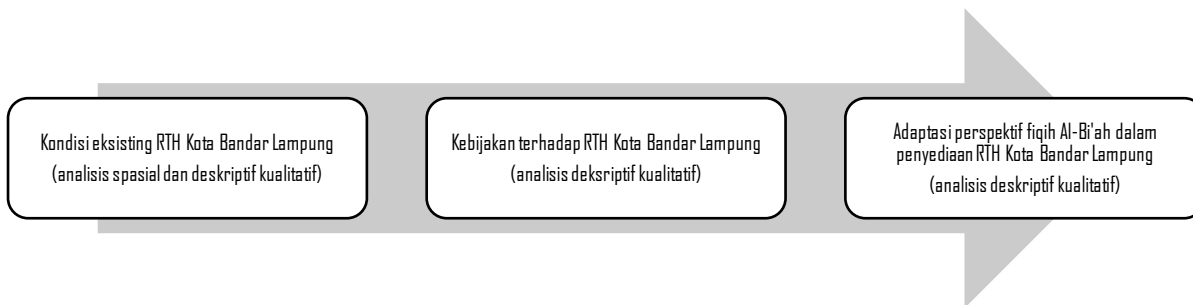 Kondisi eksisting RTH Kota Bandar Lampung
(analisis spasial dan deskriptif kualitatif)
Kebijakan terhadap RTH Kota Bandar Lampung
(analisis deksriptif kualitatif)
Adaptasi perspektif fiqih Al-Bi'ah dalam
penyediaan RTH Kota Bandar Lampung
(analisis deskriptif kualitatif)